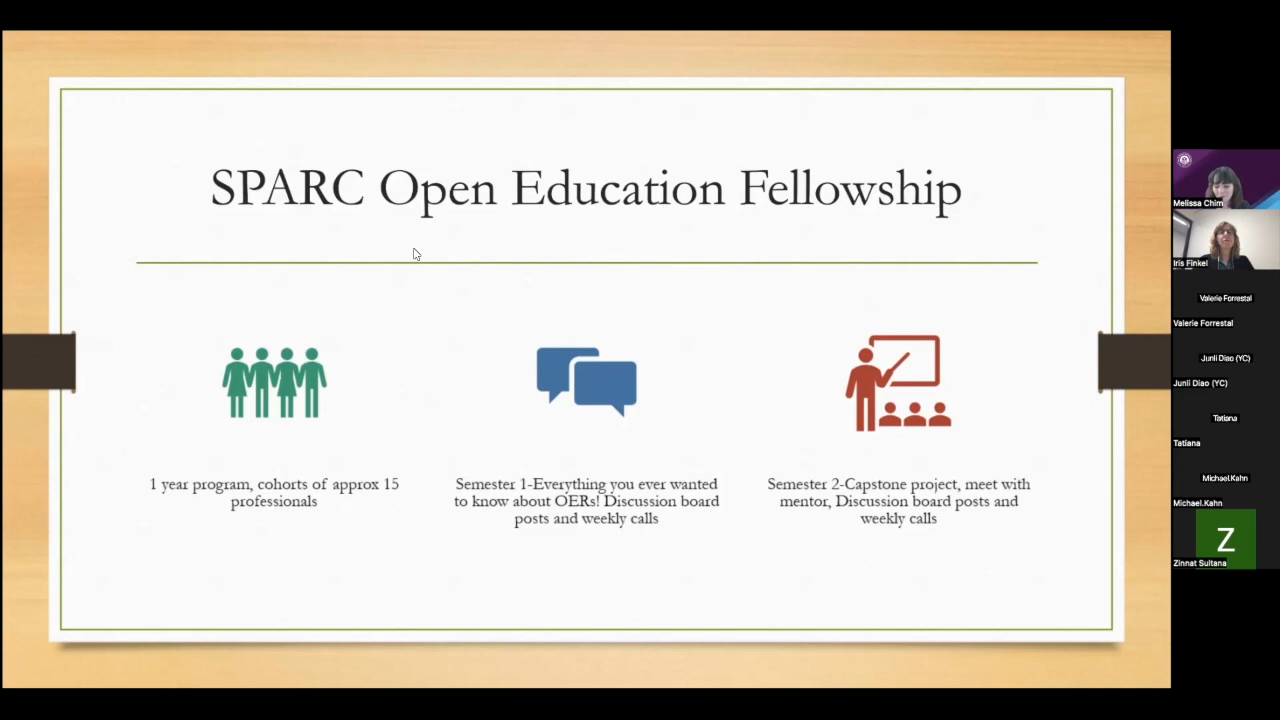 SPARC Open Education Fellowship
1 year program, cohorts of approx 15
professionals
Semester 1-Everything you ever wanted
to know about OERs! Discussion board
posts and weekly calls
Semester 2-Capstone project, meet with
mentor, Discussion board posts and
weekly calls
Melissa Chim
Iris Finkel
Valerie Forrestal
Valerie Forrestal
Junli Diao (YC)
Junli Diao (YC)
Tatiana
Tatiana
Michael.Kahn
Michael.Kahn
Z
Zinnat Sultana